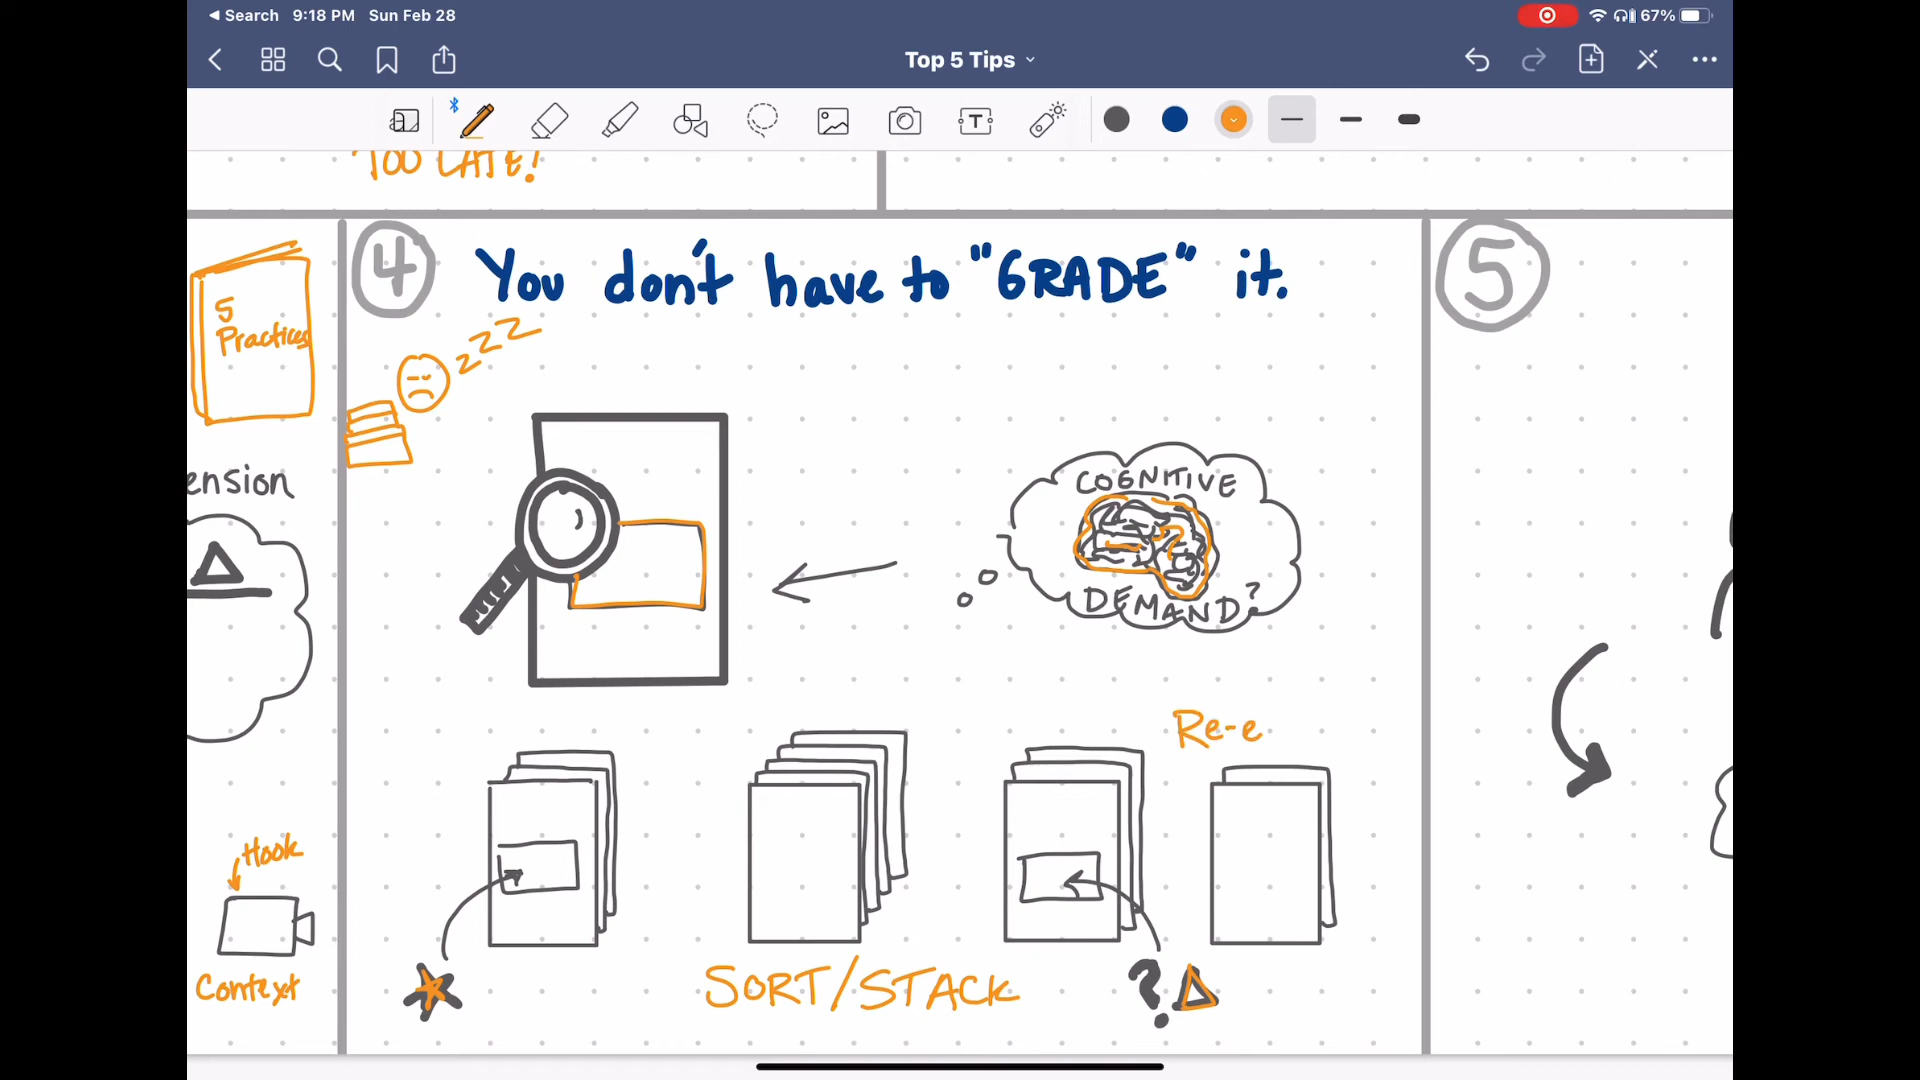 Search 9:18 PM Sun Feb 28
67%
Top 5 Tips
a
T
TOO LATE!
4 You don't have to "GRADE" it.
5
5
Practices
zzzz
ension
COGNITIVE
DEMAND?
Δ
Re-e
Hook
Context
SORT/STACK
? Δ